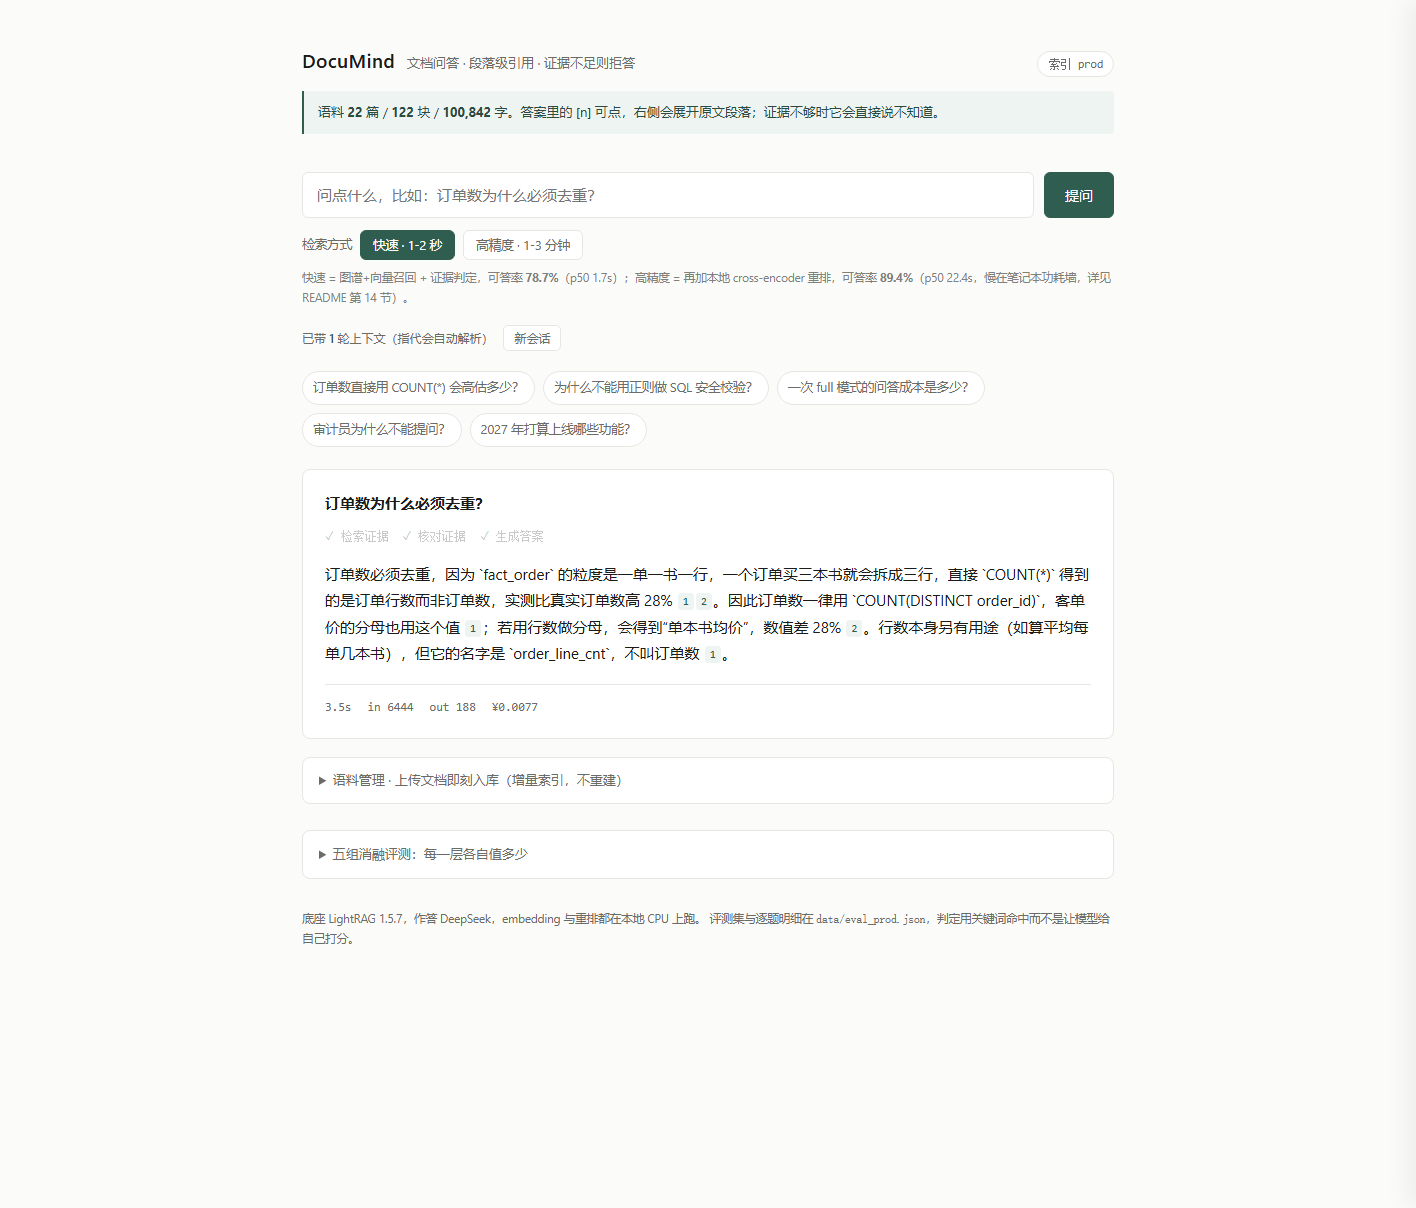 DocuMind 文档问答 · 段落级引用 · 证据不足则拒答
索引 prod
语料 22 篇 / 122 块 / 100,842 字。答案里的 [n] 可点，右侧会展开原文段落；证据不够时它会直接说不知道。
问点什么，比如：订单数为什么必须去重？
提问
检索方式 快速 · 1-2 秒 高精度 · 1-3 分钟
快速 = 图谱+向量召回 + 证据判定，可答率 78.7%（p50 1.7s）；高精度 = 再加本地 cross-encoder 重排，可答率 89.4%（p50 22.4s，慢在笔记本功耗墙，详见
README 第 14 节）。
已带 1 轮上下文（指代会自动解析） 新会话
订单数直接用 COUNT(*) 会高估多少？ 为什么不能用正则做 SQL 安全校验？ 一次 full 模式的问答成本是多少？
审计员为什么不能提问？ 2027 年打算上线哪些功能？
订单数为什么必须去重？
✓ 检索证据 ✓ 核对证据 ✓ 生成答案
订单数必须去重，因为 `fact_order` 的粒度是一单一书一行，一个订单买三本书就会拆成三行，直接 `COUNT(*)` 得到
的是订单行数而非订单数，实测比真实订单数高 28% 1 2 。因此订单数一律用 `COUNT(DISTINCT order_id)`，客单
价的分母也用这个值 1 ；若用行数做分母，会得到“单本书均价”，数值差 28% 2 。行数本身另有用途（如算平均每
单几本书），但它的名字是 `order_line_cnt`，不叫订单数 1 。
3.5s in 6444 out 188 ¥0.0077
▶ 语料管理 · 上传文档即刻入库（增量索引，不重建）
▶ 五组消融评测：每一层各自值多少
底座 LightRAG 1.5.7，作答 DeepSeek，embedding 与重排都在本地 CPU 上跑。 评测集与逐题明细在 data/eval_prod.json，判定用关键词命中而不是让模型给
自己打分。